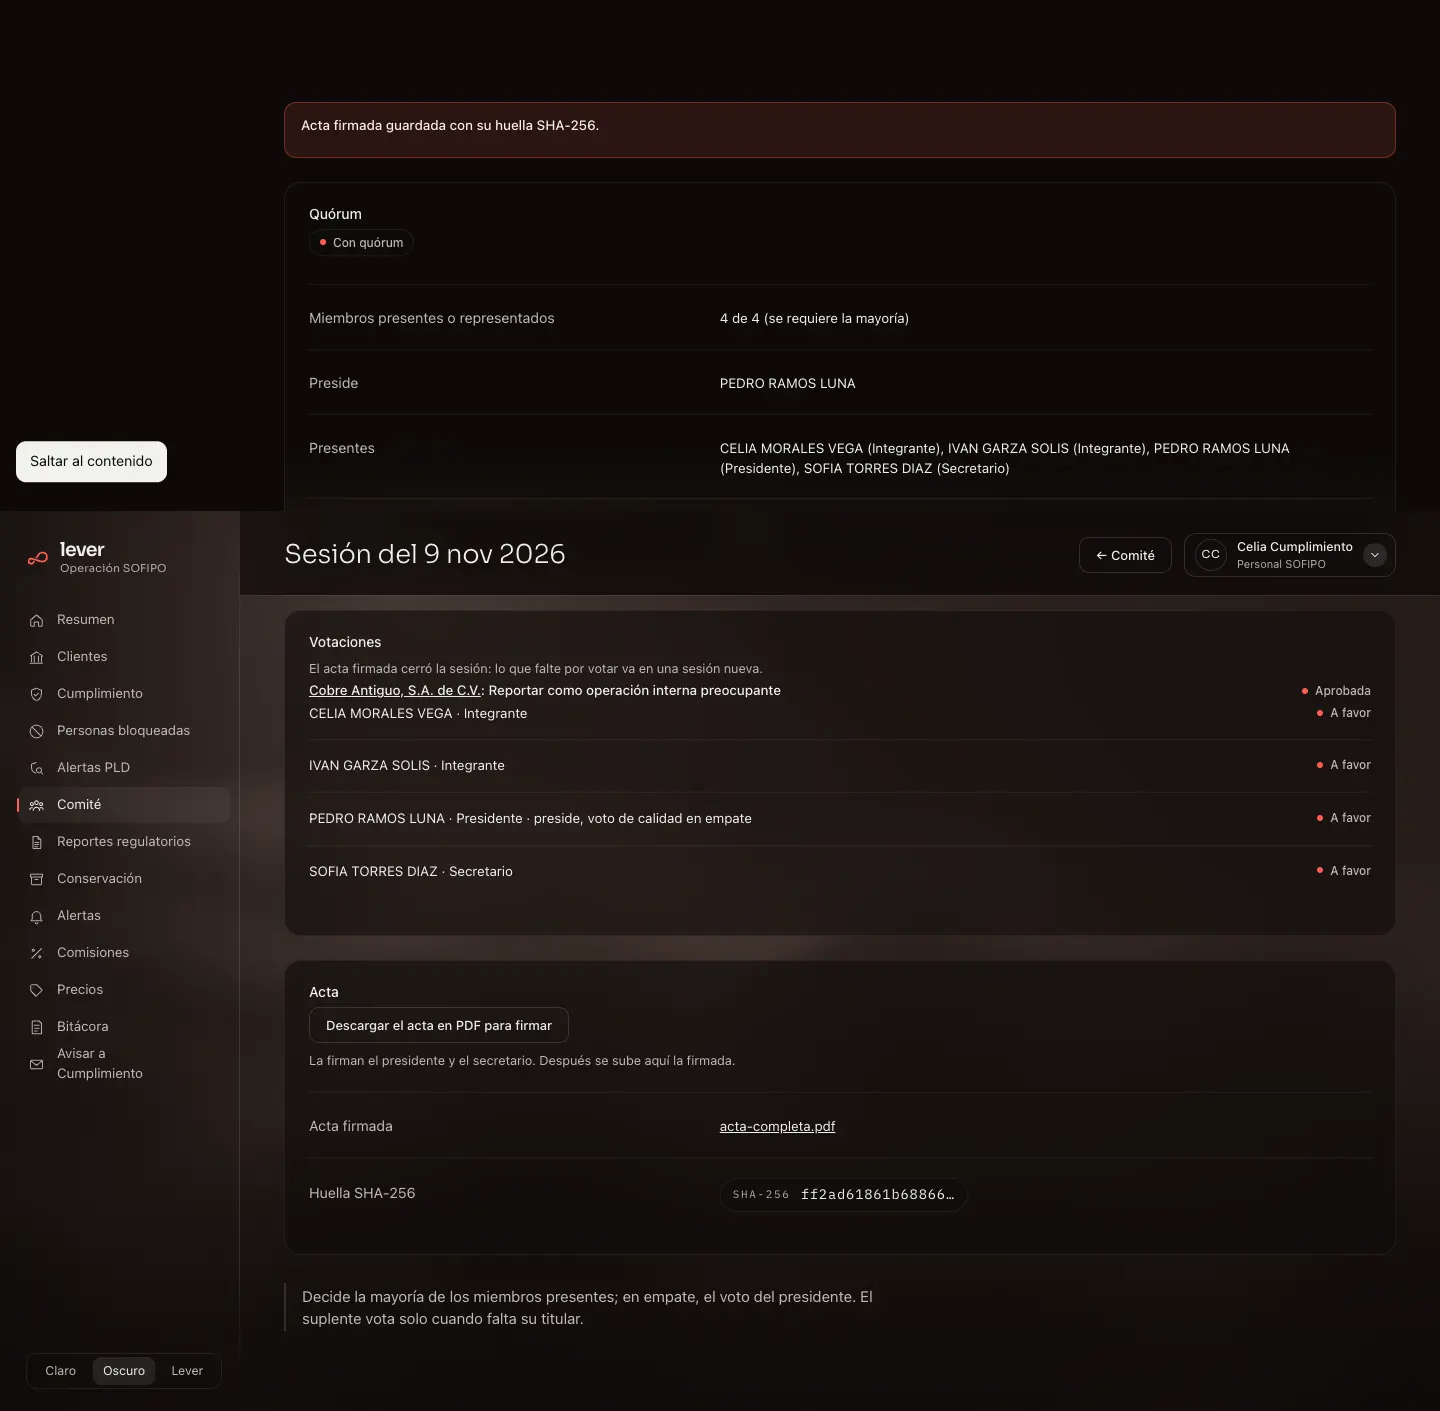 Acta firmada guardada con su huella SHA-256.
Quórum
Con quórum
Miembros presentes o representados
4 de 4 (se requiere la mayoría)
Preside
PEDRO RAMOS LUNA
Presentes
CELIA MORALES VEGA (Integrante), IVAN GARZA SOLIS (Integrante), PEDRO RAMOS LUNA
(Presidente), SOFIA TORRES DIAZ (Secretario)
Saltar al contenido
lever
Operación SOFIPO
Resumen
Clientes
Cumplimiento
Personas bloqueadas
Alertas PLD
Comité
Reportes regulatorios
Conservación
Alertas
Comisiones
Precios
Bitácora
Avisar a
Cumplimiento
Claro
Oscuro
Lever
Sesión del 9 nov 2026
← Comité
CC
Celia Cumplimiento
Personal SOFIPO
Votaciones
El acta firmada cerró la sesión: lo que falte por votar va en una sesión nueva.
Cobre Antiguo, S.A. de C.V.: Reportar como operación interna preocupante
Aprobada
CELIA MORALES VEGA · Integrante
A favor
IVAN GARZA SOLIS · Integrante
A favor
PEDRO RAMOS LUNA · Presidente · preside, voto de calidad en empate
A favor
SOFIA TORRES DIAZ · Secretario
A favor
Acta
Descargar el acta en PDF para firmar
La firman el presidente y el secretario. Después se sube aquí la firmada.
Acta firmada
acta-completa.pdf
Huella SHA-256
SHA-256 ff2ad61861b68866…
Decide la mayoría de los miembros presentes; en empate, el voto del presidente. El
suplente vota solo cuando falta su titular.